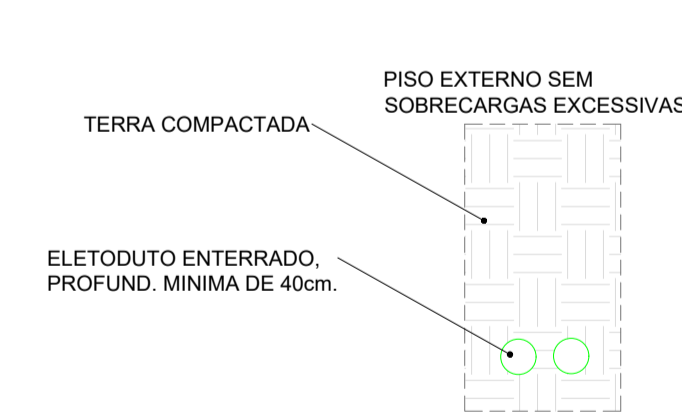 PISO EXTERNO SEM
SOBRECARGAS EXCESSIVAS
TERRA COMPACTADA
ELETODUTO ENTERRADO,
PROFUND. MINIMA DE 40cm.